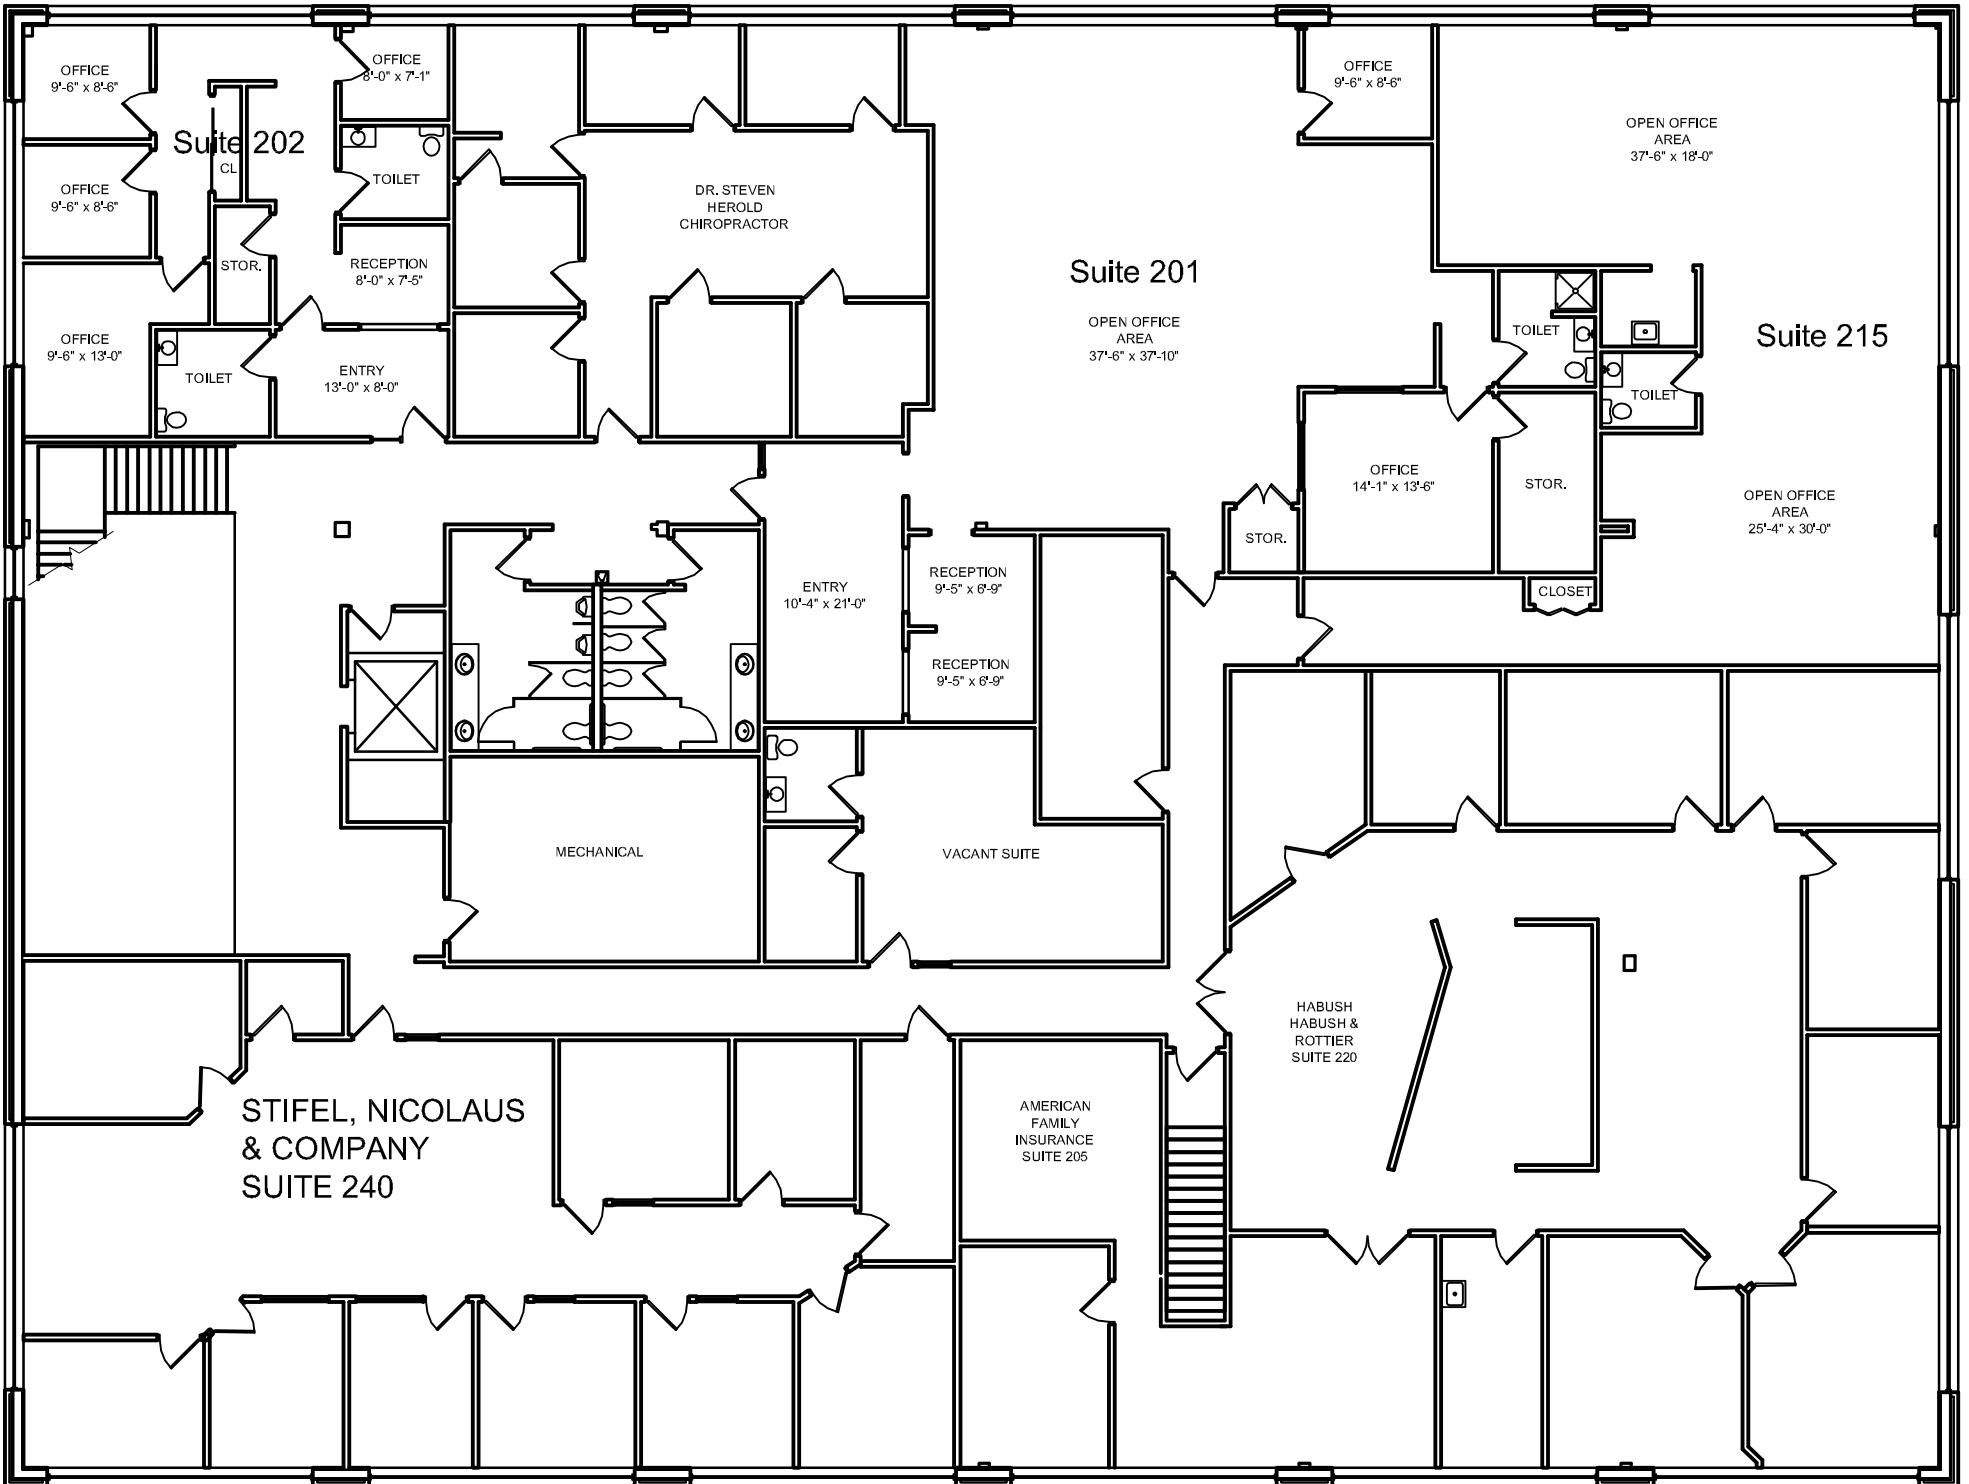 OFFICE
9'-6" x 8'-6"
Suite 202
CL
OFFICE
8'-0" x 7'-1"
OFFICE
9'-6" x 8'-6"
TOILET
STOR.
RECEPTION
8'-0" x 7'-5"
OFFICE
9'-6" x 13'-0"
TOILET
ENTRY
13'-0" x 8'-0"
DR. STEVEN
HEROLD
CHIROPRACTOR
Suite 201
OPEN OFFICE
AREA
37'-6" x 37'-10"
OFFICE
9'-6" x 8'-6"
OPEN OFFICE
AREA
37'-6" x 18'-0"
TOILET
Suite 215
TOILET
OFFICE
14'-1" x 13'-6"
STOR.
STOR.
OPEN OFFICE
AREA
25'-4" x 30'-0"
CLOSET
ENTRY
10'-4" x 21'-0"
RECEPTION
9'-5" x 6'-9"
RECEPTION
9'-5" x 6'-9"
MECHANICAL
VACANT SUITE
HABUSH
HABUSH &
ROTTIER
SUITE 220
STIFEL, NICOLAUS
& COMPANY
SUITE 240
AMERICAN
FAMILY
INSURANCE
SUITE 205